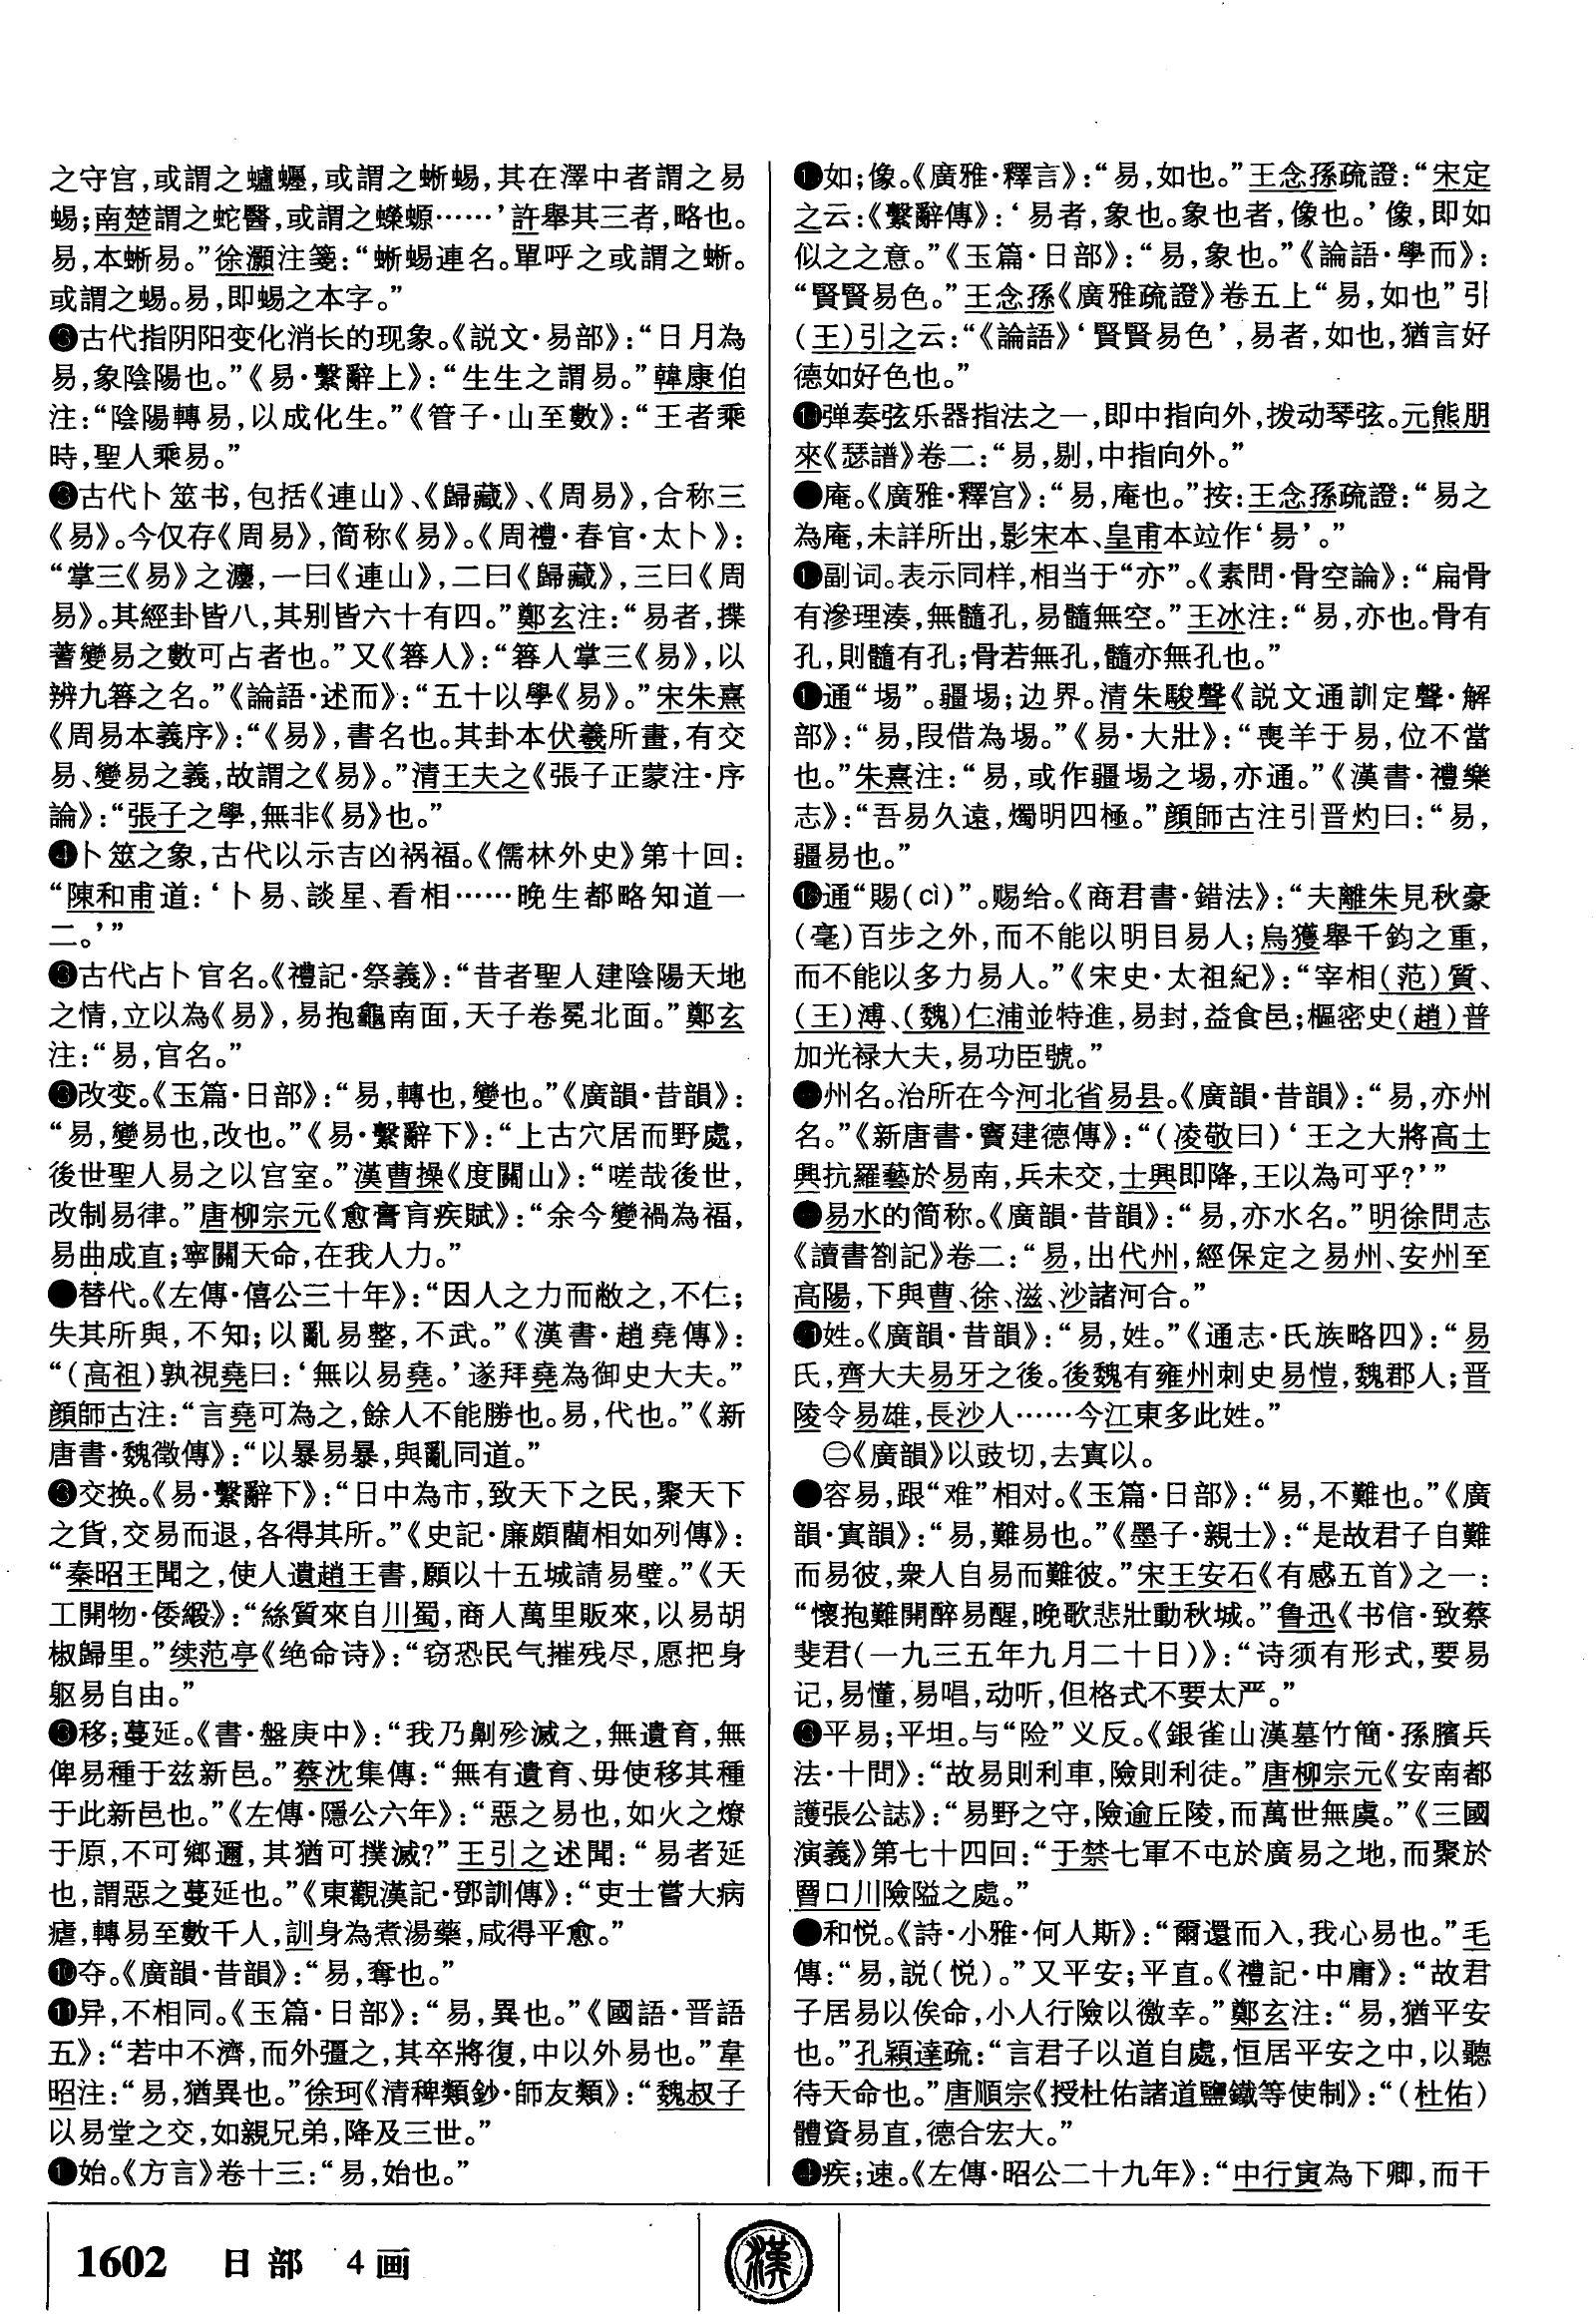 之守宫,或謂之蠦䗲,或謂之蜥蜴,其在澤中者謂之易
蜴;南楚謂之蛇醫,或謂之蠑螈……’許舉其三者,略也。
易,本蜥易。”徐灝注箋:“蜥蜴連名。單呼之或謂之蜥。
或謂之蜴。易,即蜴之本字。”
古代指阴阳变化消长的现象。《説文·易部》:“日月為
易,象陰陽也。”《易·繫辭上》:“生生之謂易。”韓康伯
注:“陰陽轉易,以成化生。”《管子·山至數》:“王者乘
時,聖人乘易。”
❸古代卜筮书,包括《連山》、《歸藏》、《周易》,合称三
《易》。今仅存《周易》,简称《易》。《周禮·春官·太卜》:
“掌三《易》之灋,一曰《連山》,二曰《歸藏》,三曰《周
易》。其經卦皆八,其别皆六十有四。”鄭玄注:“易者,揲
蓍變易之數可占者也。”又《簭人》:“簭人掌三《易》,以
辨九簭之名。”《論語·述而》:“五十以學《易》。”宋朱熹
《周易本義序》:“《易》,書名也。其卦本伏羲所畫,有交
易、變易之義,故謂之《易》。”清王夫之《張子正蒙注·序
論》:“張子之學,無非《易》也。”
❹卜筮之象,古代以示吉凶祸福。《儒林外史》第十回:
“陳和甫道:‘卜易、談星、看相……晚生都略知道一
二。’”
古代占卜官名。《禮記·祭義》:“昔者聖人建陰陽天地
之情,立以為《易》,易抱龜南面,天子卷冕北面。”鄭玄
注:“易,官名。”
改变。《玉篇·日部》:“易,轉也,變也。”《廣韻·昔韻》:
“易,變易也,改也。”《易·繫辭下》:“上古穴居而野處,
後世聖人易之以宫室。”漢曹操《度關山》:“嗟哉後世,
改制易律。”唐柳宗元《愈膏肓疾賦》:“余今變禍為福,
易曲成直;寧關天命,在我人力。”
替代。《左傳·僖公三十年》:“因人之力而敝之,不仁;
失其所與,不知;以亂易整,不武。”《漢書·趙堯傳》:
“(高祖)孰視堯曰:‘無以易堯。’遂拜堯為御史大夫。”
顔師古注:“言堯可為之,餘人不能勝也。易,代也。”《新
唐書·魏徵傳》:“以暴易暴,與亂同道。”
交换。《易·繫辭下》:“日中為市,致天下之民,聚天下
之貨,交易而退,各得其所。”《史記·廉頗藺相如列傳》:
“秦昭王聞之,使人遺趙王書,願以十五城請易璧。”《天
工開物·倭緞》:“絲質來自川蜀,商人萬里販來,以易胡
椒歸里。”续范亭《绝命诗》:“窃恐民气摧残尽,愿把身
躯易自由。”
移;蔓延。《書·盤庚中》:“我乃劓殄滅之,無遺育,無
俾易種于兹新邑。”蔡沈集傳:“無有遺育、毋使移其種
于此新邑也。”《左傳·隱公六年》:“惡之易也,如火之燎
于原,不可鄉邇,其猶可撲滅?”王引之述聞:“易者延
也,謂惡之蔓延也。”《東觀漢記·鄧訓傳》:“吏士嘗大病
瘧,轉易至數千人,訓身為煮湯藥,咸得平愈。”
❿夺。《廣韻·昔韻》:“易,奪也。”
⓫异,不相同。《玉篇·日部》:“易,異也。”《國語·晋語
五》:“若中不濟,而外彊之,其卒將復,中以外易也。”韋
昭注:“易,猶異也。”徐珂《清稗類鈔·師友類》:“魏叔子
以易堂之交,如親兄弟,降及三世。”
始。《方言》卷十三:“易,始也。”
如;像。《廣雅·釋言》:“易,如也。”王念孫疏證:“宋定
之云:《繫辭傳》:‘易者,象也。象也者,像也。’像,即如
似之之意。”《玉篇·日部》:“易,象也。”《論語·學而》:
“賢賢易色。”王念孫《廣雅疏證》卷五上“易,如也”引
(王)引之云:“《論語》‘賢賢易色’,易者,如也,猶言好
德如好色也。”
弹奏弦乐器指法之一,即中指向外,拨动琴弦。元熊朋
來《瑟譜》卷二:“易,剔,中指向外。”
庵。《廣雅·釋宫》:“易,庵也。”按:王念孫疏證:“易之
為庵,未詳所出,影宋本、皇甫本竝作‘易’。”
副词。表示同样,相当于“亦”。《素問·骨空論》:“扁骨
有滲理湊,無髓孔,易髓無空。”王冰注:“易,亦也。骨有
孔,則髓有孔;骨若無孔,髓亦無孔也。”
通“埸”。疆埸;边界。清朱駿聲《説文通訓定聲·解
部》:“易,叚借為埸。”《易·大壯》:“喪羊于易,位不當
也。”朱熹注:“易,或作疆埸之埸,亦通。”《漢書·禮樂
志》:“吾易久遠,燭明四極。”顔師古注引晋灼曰:“易,
疆易也。”
通“賜(cì)”。赐给。《商君書·錯法》:“夫離朱見秋豪
(毫)百步之外,而不能以明目易人;烏獲舉千鈞之重,
而不能以多力易人。”《宋史·太祖紀》:“宰相(范)質、
(王)溥、(魏)仁浦並特進,易封,益食邑;樞密史(趙)普
加光禄大夫,易功臣號。”
州名。治所在今河北省易县。《廣韻·昔韻》:“易,亦州
名。”《新唐書·竇建德傳》:“(凌敬曰)‘王之大將高士
興抗羅藝於易南,兵未交,士興即降,王以為可乎?’”
易水的简称。《廣韻·昔韻》:“易,亦水名。”明徐問志
《讀書劄記》卷二:“易,出代州,經保定之易州、安州至
高陽,下與曹、徐、滋、沙諸河合。”
姓。《廣韻·昔韻》:“易,姓。”《通志·氏族略四》:“易
氏,齊大夫易牙之後。後魏有雍州刺史易愷,魏郡人;晋
陵令易雄,長沙人……今江東多此姓。”
㊁《廣韻》以豉切,去寘以。
容易,跟“难”相对。《玉篇·日部》:“易,不難也。”《廣
韻·寘韻》:“易,難易也。”《墨子·親士》:“是故君子自難
而易彼,衆人自易而難彼。”宋王安石《有感五首》之一:
“懷抱難開醉易醒,晚歌悲壯動秋城。”鲁迅《书信·致蔡
斐君(一九三五年九月二十日)》:“诗须有形式,要易
记,易懂,易唱,动听,但格式不要太严。”
平易;平坦。与“险”义反。《銀雀山漢墓竹簡·孫臏兵
法·十問》:“故易則利車,險則利徒。”唐柳宗元《安南都
護張公誌》:“易野之守,險逾丘陵,而萬世無虞。”《三國
演義》第七十四回:“于禁七軍不屯於廣易之地,而聚於
罾口川險隘之處。”
和悦。《詩·小雅·何人斯》:“爾還而入,我心易也。”毛
傳:“易,説(悦)。”又平安;平直。《禮記·中庸》:“故君
子居易以俟命,小人行險以徼幸。”鄭玄注:“易,猶平安
也。”孔穎達疏:“言君子以道自處,恒居平安之中,以聽
待天命也。”唐順宗《授杜佑諸道鹽鐵等使制》:“(杜佑)
體資易直,德合宏大。”
❹疾;速。《左傳·昭公二十九年》:“中行寅為下卿,而干
1602 日部 4画
漢